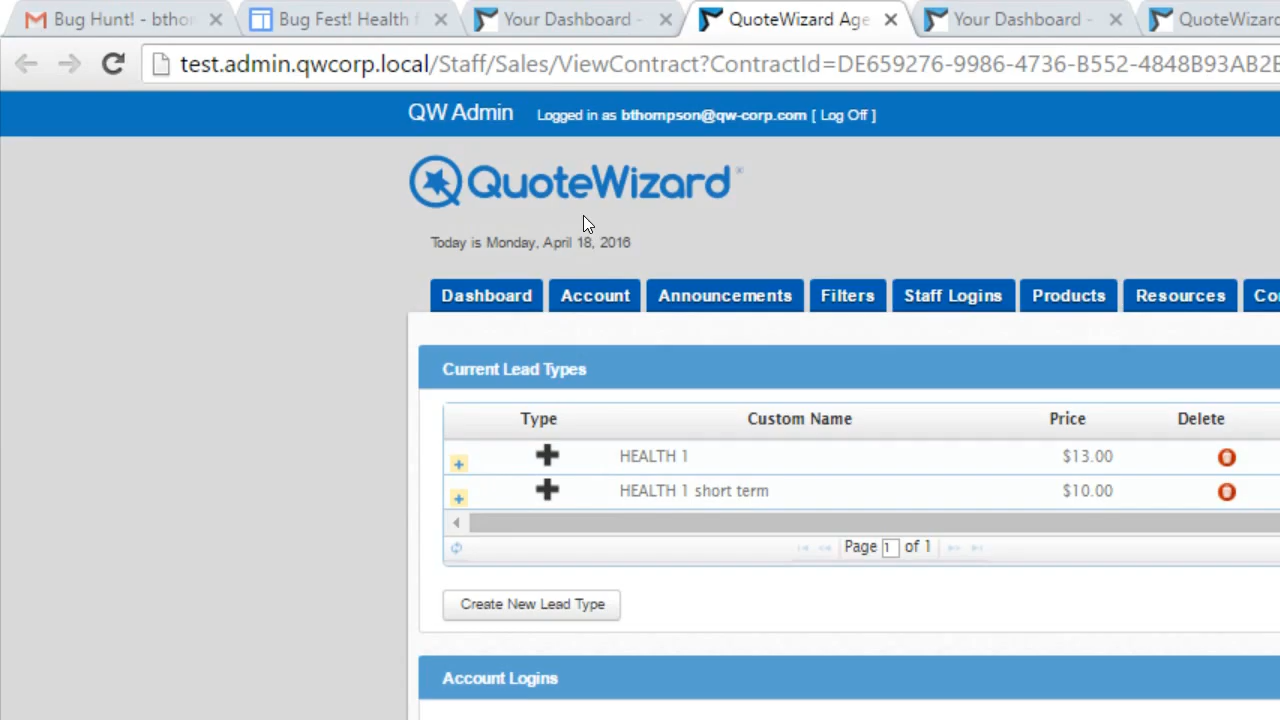 Bug Hunt! - bthor
Bug Fest! Health f
Your Dashboard -
QuoteWizard Age
Your Dashboard -
QuoteWizard
test.admin.qwcorp.local/Staff/Sales/ViewContract?ContractId=DE659276-9986-4736-B552-4848B93AB2B
QW Admin Logged in as bthompson@qw-corp.com [ Log Off ]
QuoteWizard
Today is Monday, April 18, 2016
Dashboard Account Announcements Filters Staff Logins Products Resources Co
Current Lead Types
Type Custom Name Price Delete
HEALTH 1 $13.00
HEALTH 1 short term $10.00
Page 1 of 1
Create New Lead Type
Account Logins